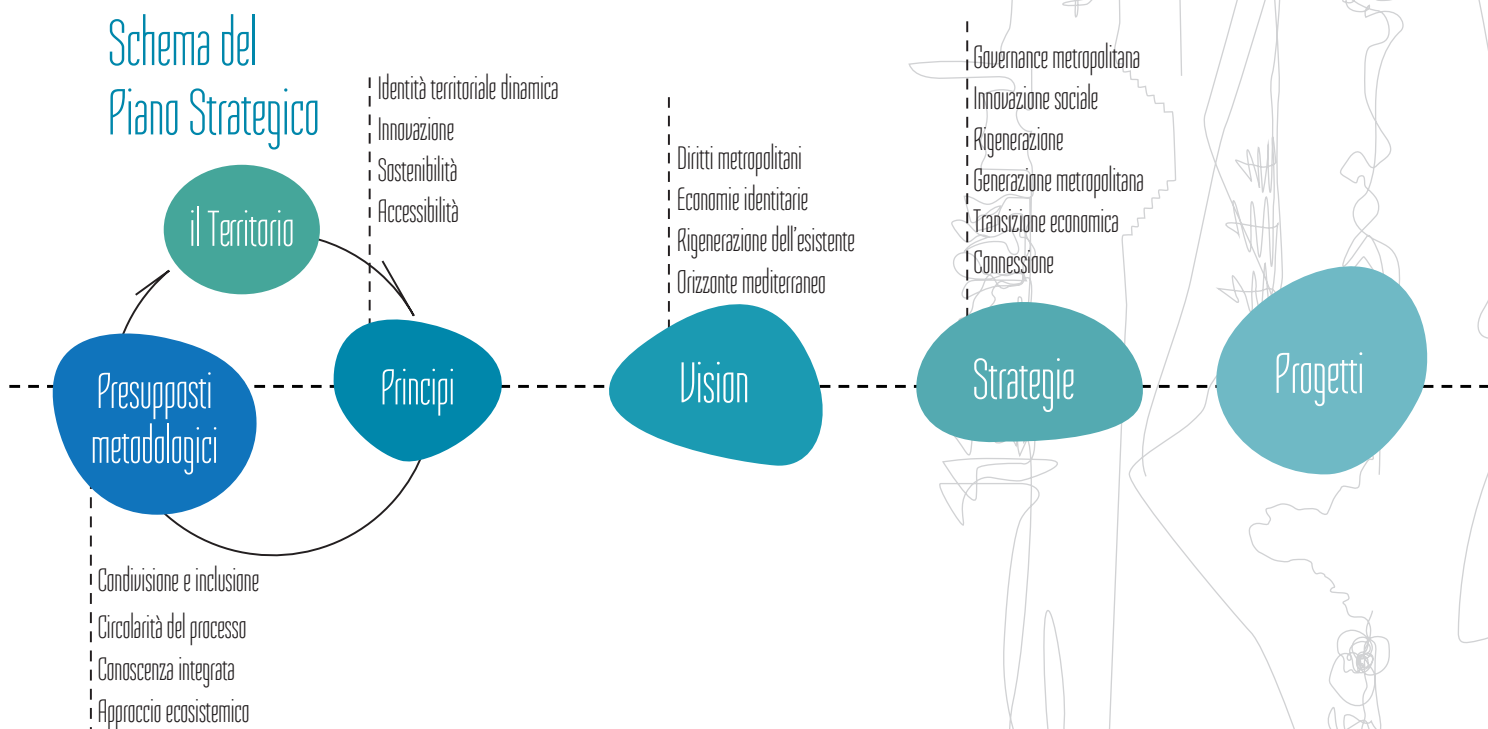 Schema del
Piano Strategico
il Territorio
Presupposti
metodologici
Condivisione e inclusione
Circolarità del processo
Conoscenza integrata
Approccio ecosistemico
Identità territoriale dinamica
Innovazione
Sostenibilità
Accessibilità
Principi
Diritti metropolitani
Economie identitarie
Rigenerazione dell'esistente
Orizzonte mediterraneo
Vision
Governance metropolitana
Innovazione sociale
Rigenerazione
Generazione metropolitana
Transizione economica
Connessione
Strategie
Progetti